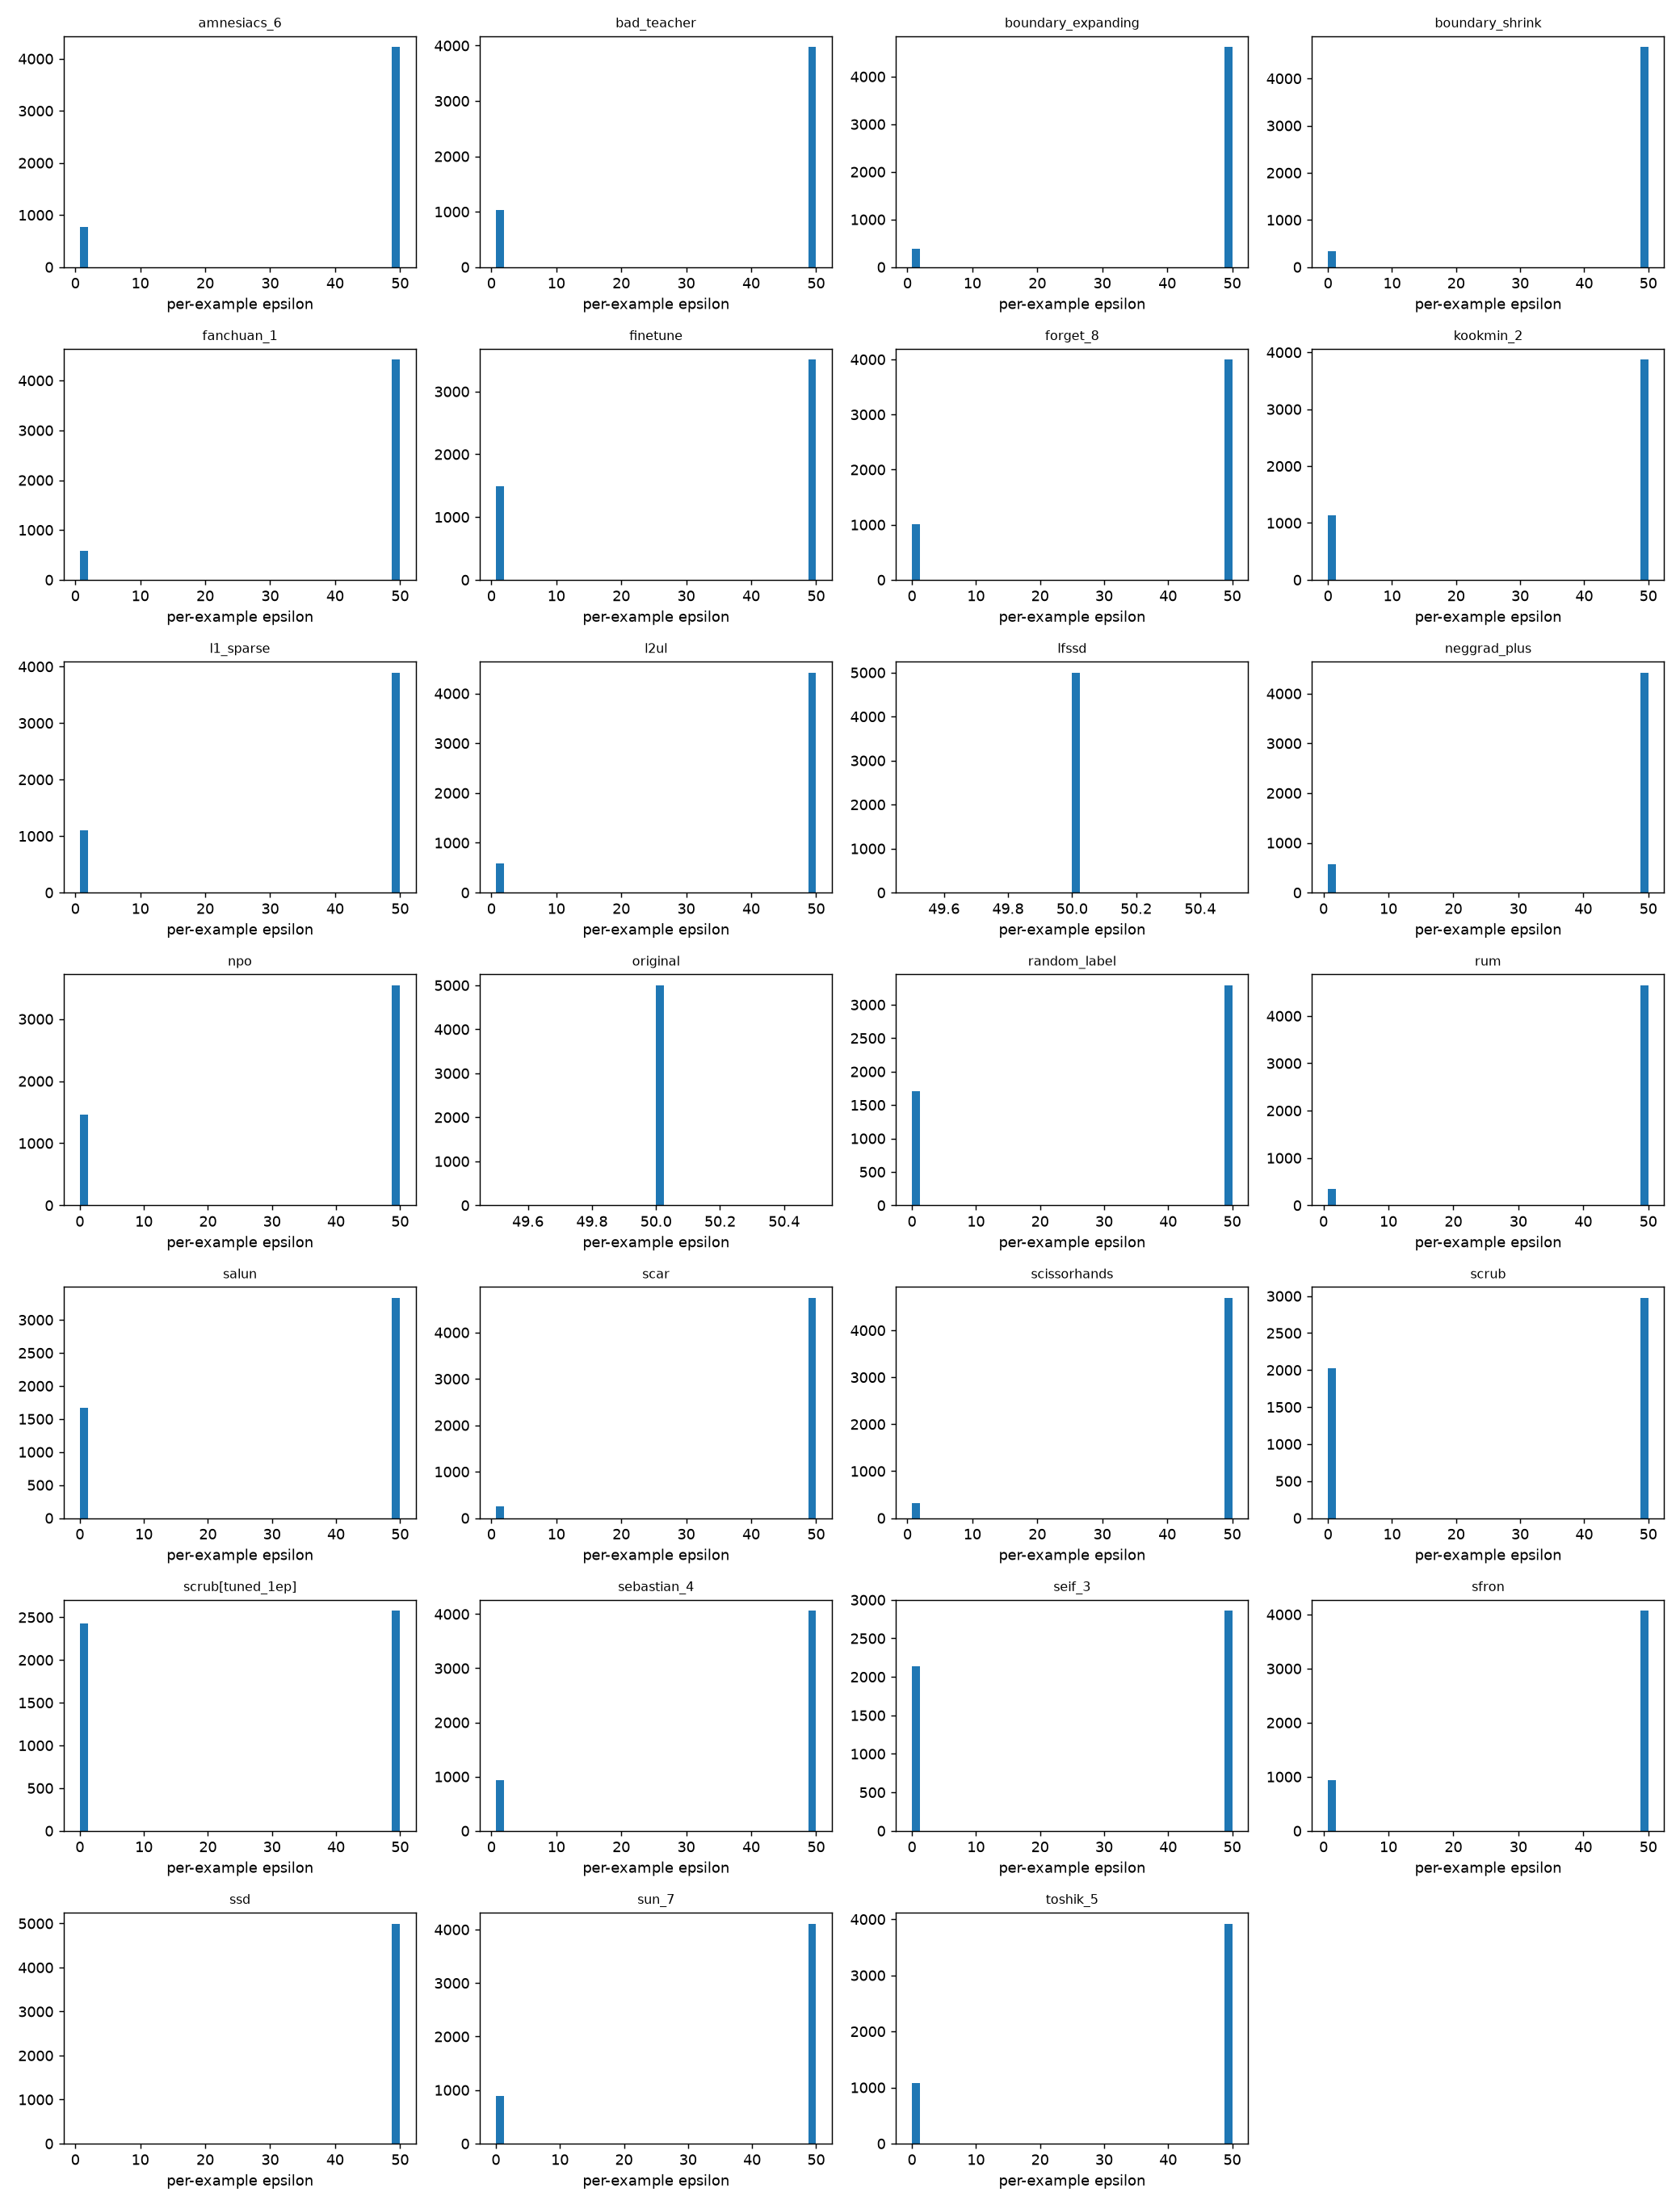 amnesiacs_6 bad_teacher boundary_expanding boundary_shrink
4000 4000 4000 4000
3000 3000 3000 3000
2000 2000 2000 2000
1000 1000 1000 1000
0 0 0 0
0 10 20 30 40 50 0 10 20 30 40 50 0 10 20 30 40 50 0 10 20 30 40 50
per-example epsilon per-example epsilon per-example epsilon per-example epsilon
fanchuan_1 finetune forget_8 kookmin_2
4000 3000 4000 4000
3000 2000 3000 3000
2000 1000 2000 2000
1000 0 1000 1000
0 0 0
0 10 20 30 40 50 0 10 20 30 40 50 0 10 20 30 40 50 0 10 20 30 40 50
per-example epsilon per-example epsilon per-example epsilon per-example epsilon
l1_sparse l2ul lfssd neggrad_plus
4000 4000 5000 4000
3000 3000 4000 3000
2000 2000 3000 2000
1000 1000 2000 1000
0 0 1000 0
0
0 10 20 30 40 50 0 10 20 30 40 50 49.6 49.8 50.0 50.2 50.4 0 10 20 30 40 50
per-example epsilon per-example epsilon per-example epsilon per-example epsilon
npo original random_label rum
3000 5000 3000 4000
2000 4000 2500 3000
1000 3000 2000 2000
0 2000 1500 1000
1000 1000 0
0 500
0
0 10 20 30 40 50 49.6 49.8 50.0 50.2 50.4 0 10 20 30 40 50 0 10 20 30 40 50
per-example epsilon per-example epsilon per-example epsilon per-example epsilon
salun scar scissorhands scrub
3000 4000 4000 3000
2500 3000 3000 2500
2000 2000 2000 2000
1500 1000 1000 1500
1000 0 0 1000
500 500
0 0
0 10 20 30 40 50 0 10 20 30 40 50 0 10 20 30 40 50 0 10 20 30 40 50
per-example epsilon per-example epsilon per-example epsilon per-example epsilon
scrub[tuned_1ep] sebastian_4 seif_3 sfron
2500 4000 3000 4000
2000 3000 2500 3000
1500 2000 2000 2000
1000 1000 1500 1000
500 0 1000 0
0 500
0
0 10 20 30 40 50 0 10 20 30 40 50 0 10 20 30 40 50 0 10 20 30 40 50
per-example epsilon per-example epsilon per-example epsilon per-example epsilon
ssd sun_7 toshik_5
5000 4000 4000
4000 3000 3000
3000 2000 2000
2000 1000 1000
1000 0 0
0
0 10 20 30 40 50 0 10 20 30 40 50 0 10 20 30 40 50
per-example epsilon per-example epsilon per-example epsilon